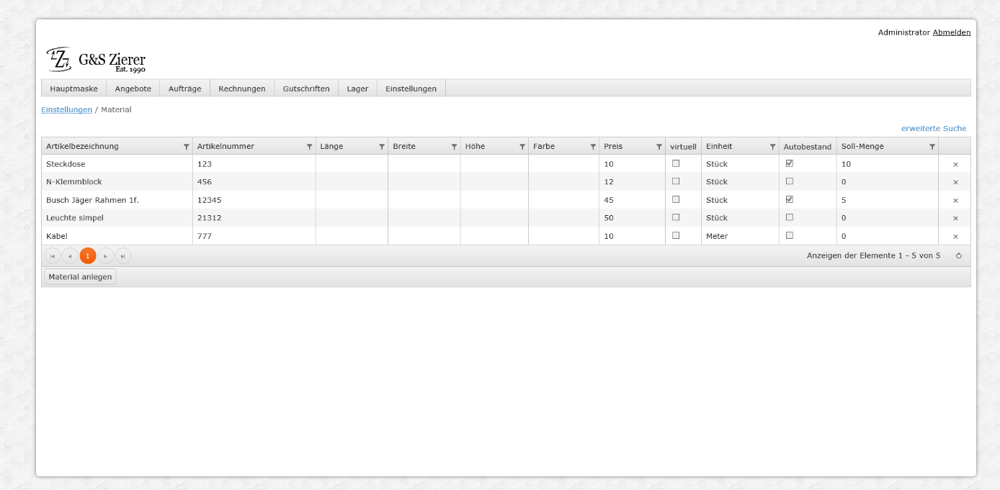 Administrator Abmelden
G&S Zierer
Est. 1990
Hauptmaske Angebote Aufträge Rechnungen Gutschriften Lager Einstellungen
Einstellungen / Material
erweiterte Suche
Artikelbezeichnung Artikelnummer Länge Breite Höhe Farbe Preis virtuell Einheit Autobestand Soll-Menge
Steckdose 123 10 Stück 10
N-Klemmblock 456 12 Stück 0
Busch Jäger Rahmen 1f. 12345 45 Stück 5
Leuchte simpel 21312 50 Stück 0
Kabel 777 10 Meter 0
1 Anzeigen der Elemente 1 - 5 von 5
Material anlegen